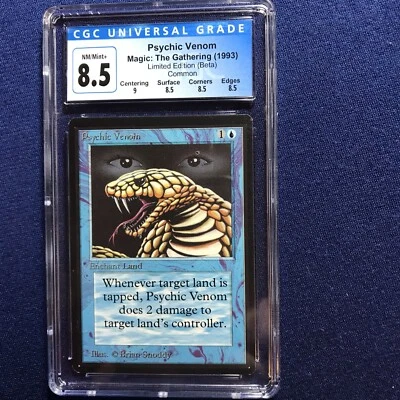 CGC UNIVERSAL GRADE
NM/Mint+
8.5
Psychic Venom
Magic: The Gathering (1993)
Limited Edition (Beta)
Common
Centering Surface Corners Edges
9 8.5 8.5 8.5
Psychic Venom 1
Enchant Land
Whenever target land is
tapped, Psychic Venom
does 2 damage to
target land's controller.
Illus. © Brian Snoddy